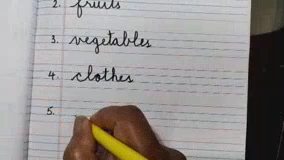 2. fruits
3. vegetables
4. clothes
5.